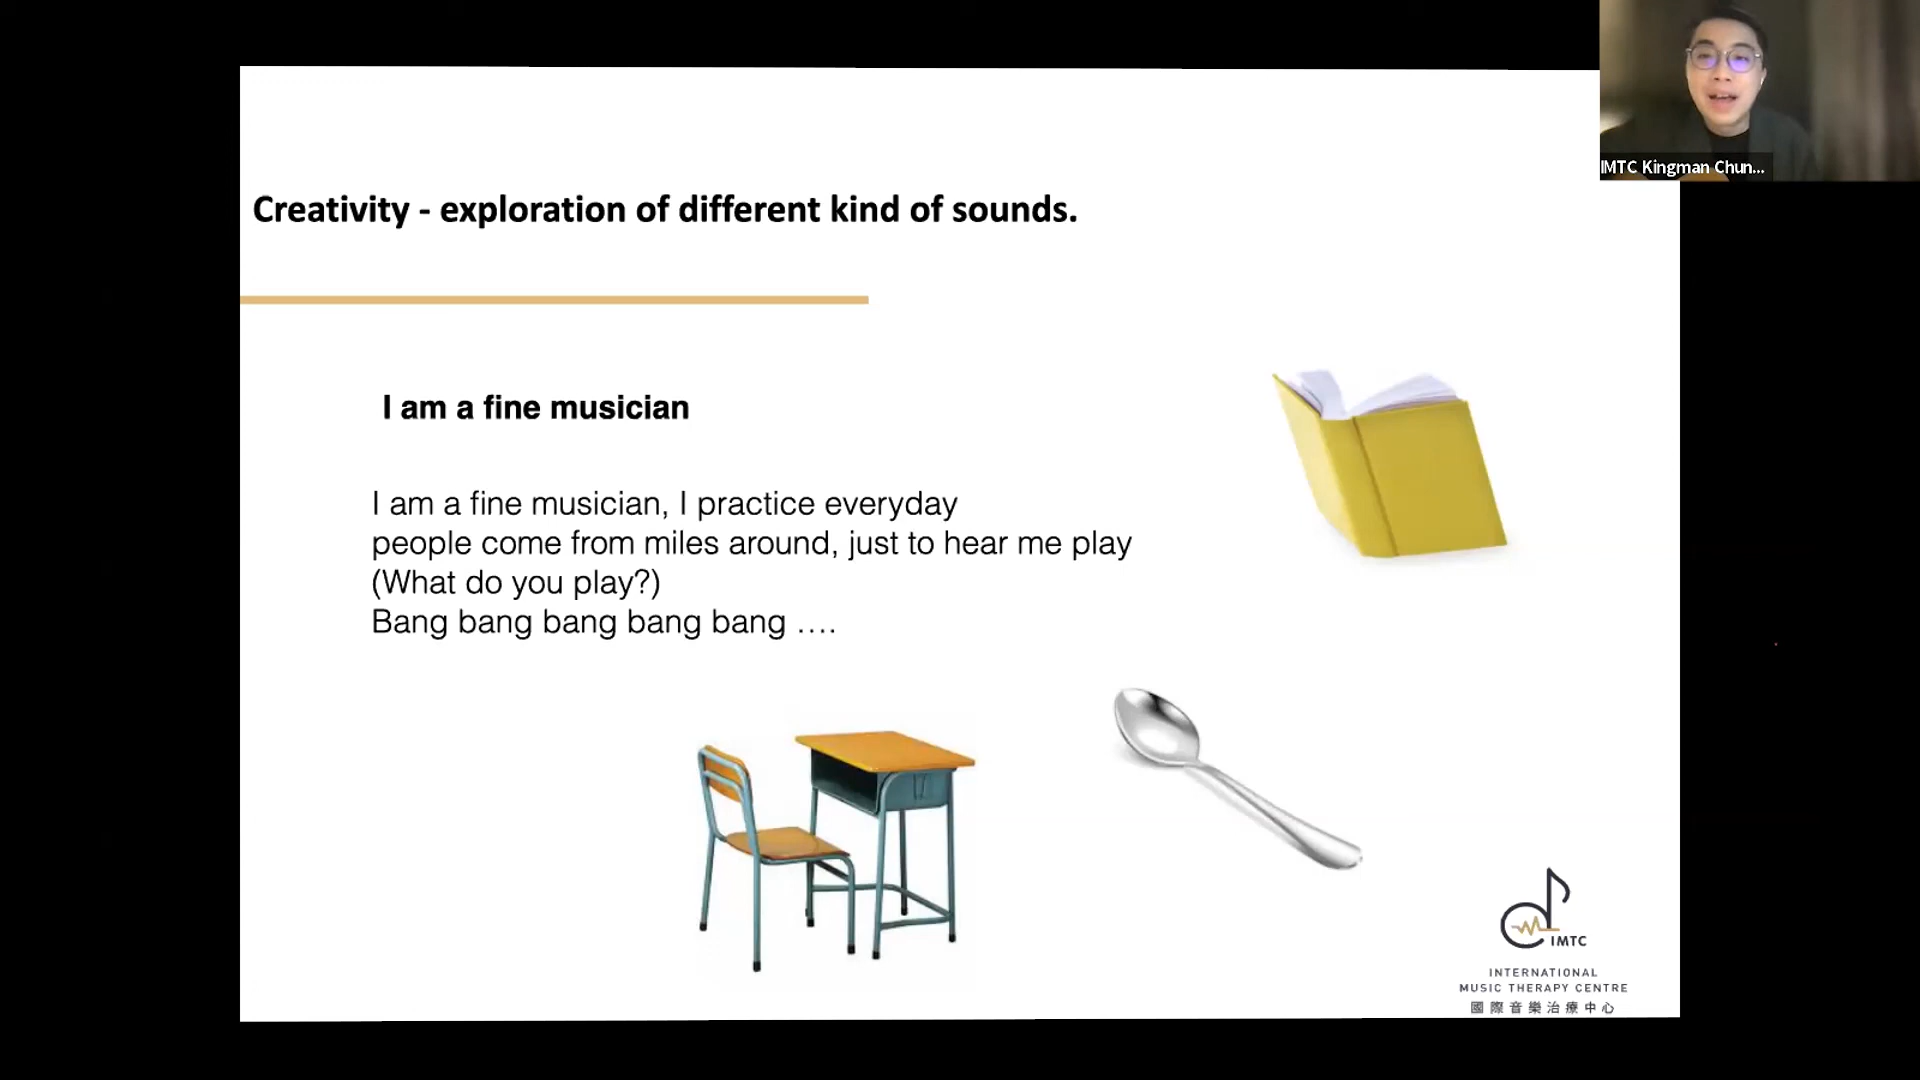 IMTC Kingman Chun...
Creativity - exploration of different kind of sounds.
I am a fine musician
I am a fine musician, I practice everyday
people come from miles around, just to hear me play
(What do you play?)
Bang bang bang bang bang ....
IMTC
INTERNATIONAL
MUSIC THERAPY CENTRE
國際音樂治療中心